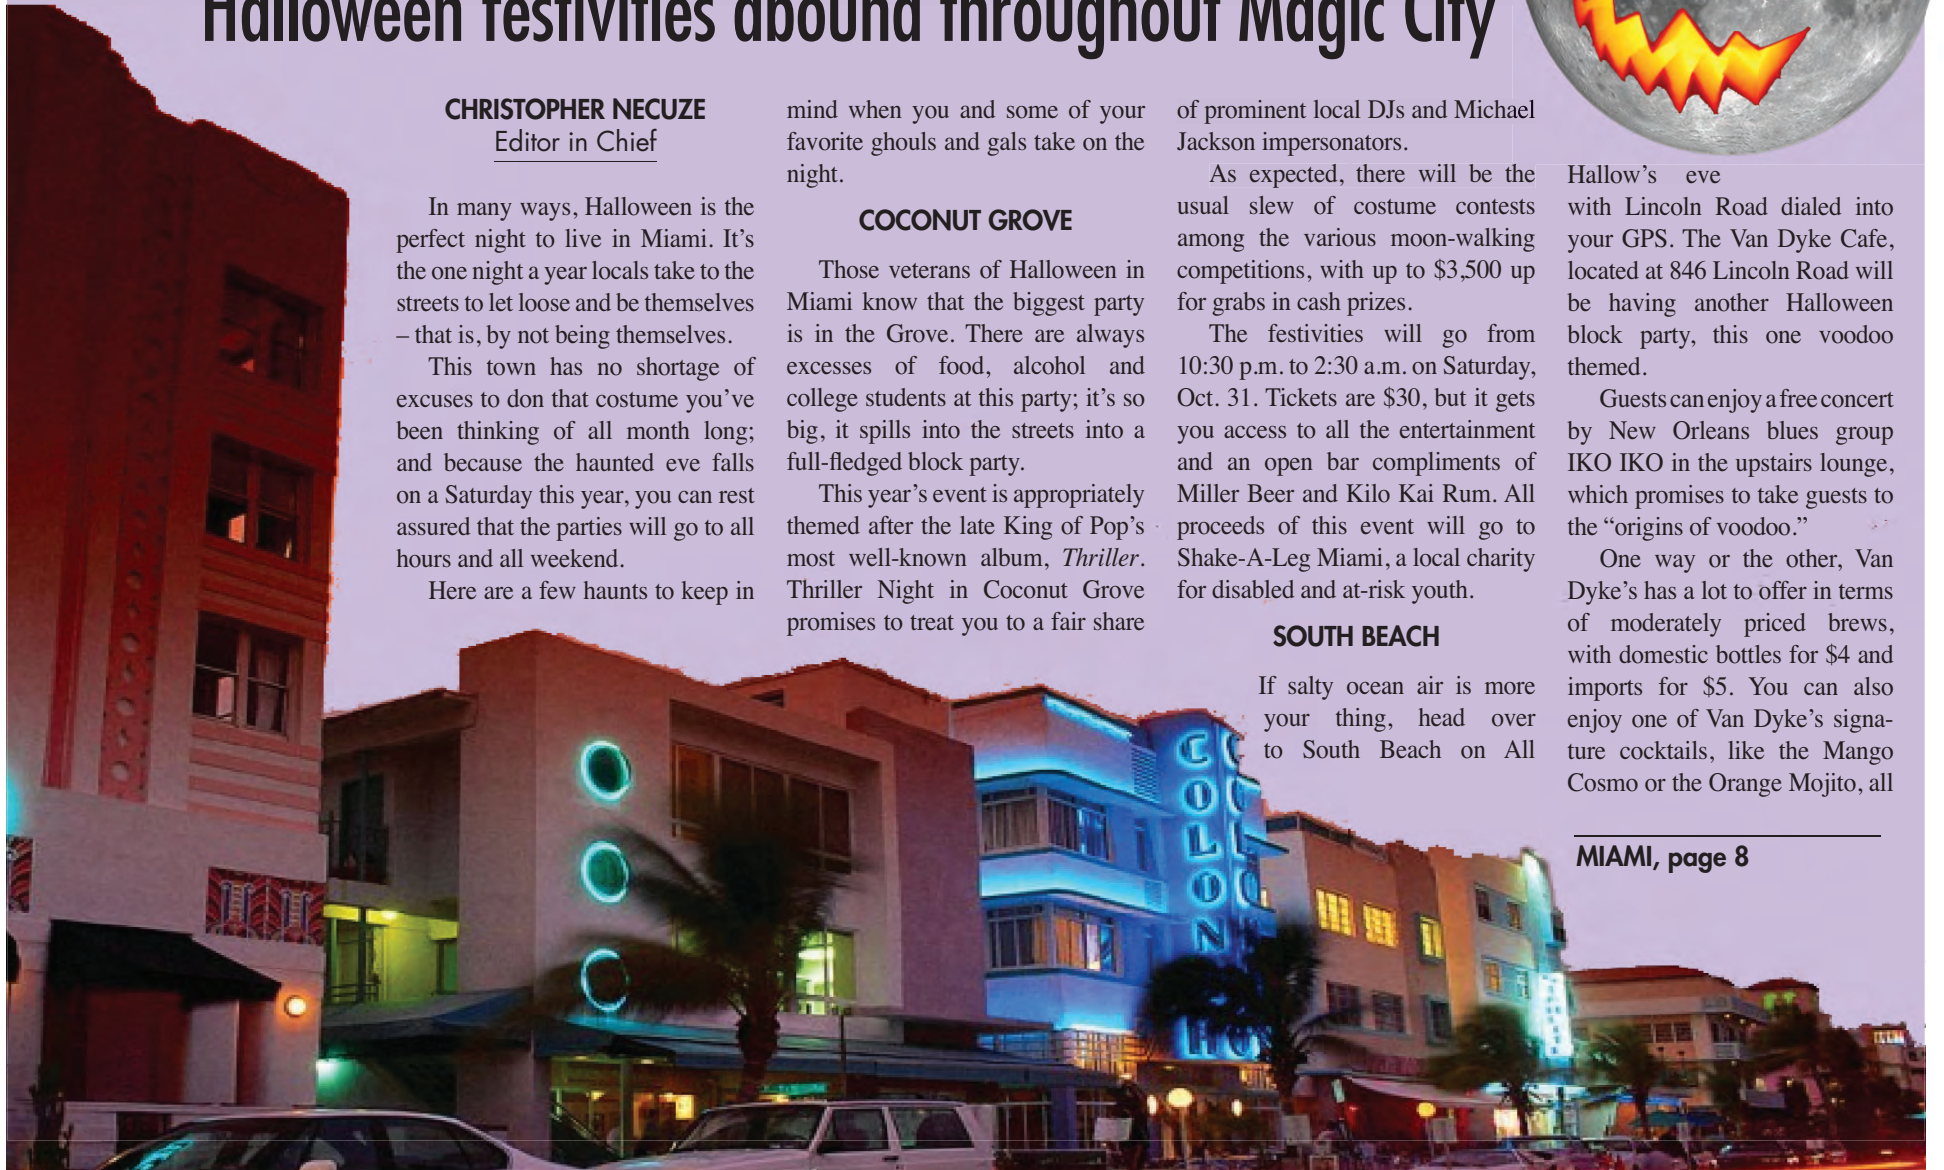 Halloween festivities abound throughout Magic City
CHRISTOPHER NECUZE
Editor in Chief
In many ways, Halloween is the
perfect night to live in Miami. It’s
the one night a year locals take to the
streets to let loose and be themselves
– that is, by not being themselves.
This town has no shortage of
excuses to don that costume you’ve
been thinking of all month long;
and because the haunted eve falls
on a Saturday this year, you can rest
assured that the parties will go to all
hours and all weekend.
Here are a few haunts to keep in
mind when you and some of your
favorite ghouls and gals take on the
night.
COCONUT GROVE
Those veterans of Halloween in
Miami know that the biggest party
is in the Grove. There are always
excesses of food, alcohol and
college students at this party; it’s so
big, it spills into the streets into a
full-fledged block party.
This year’s event is appropriately
themed after the late King of Pop’s
most well-known album, Thriller.
Thriller Night in Coconut Grove
promises to treat you to a fair share
of prominent local DJs and Michael
Jackson impersonators.
As expected, there will be the
usual slew of costume contests
among the various moon-walking
competitions, with up to $3,500 up
for grabs in cash prizes.
The festivities will go from
10:30 p.m. to 2:30 a.m. on Saturday,
Oct. 31. Tickets are $30, but it gets
you access to all the entertainment
and an open bar compliments of
Miller Beer and Kilo Kai Rum. All
proceeds of this event will go to
Shake-A-Leg Miami, a local charity
for disabled and at-risk youth.
SOUTH BEACH
If salty ocean air is more
your thing, head over
to South Beach on All
Hallow’s eve
with Lincoln Road dialed into
your GPS. The Van Dyke Cafe,
located at 846 Lincoln Road will
be having another Halloween
block party, this one voodoo
themed.
Guests can enjoy a free concert
by New Orleans blues group
IKO IKO in the upstairs lounge,
which promises to take guests to
the “origins of voodoo.”
One way or the other, Van
Dyke’s has a lot to offer in terms
of moderately priced brews,
with domestic bottles for $4 and
imports for $5. You can also
enjoy one of Van Dyke’s signa-
ture cocktails, like the Mango
Cosmo or the Orange Mojito, all
MIAMI, page 8
COLON